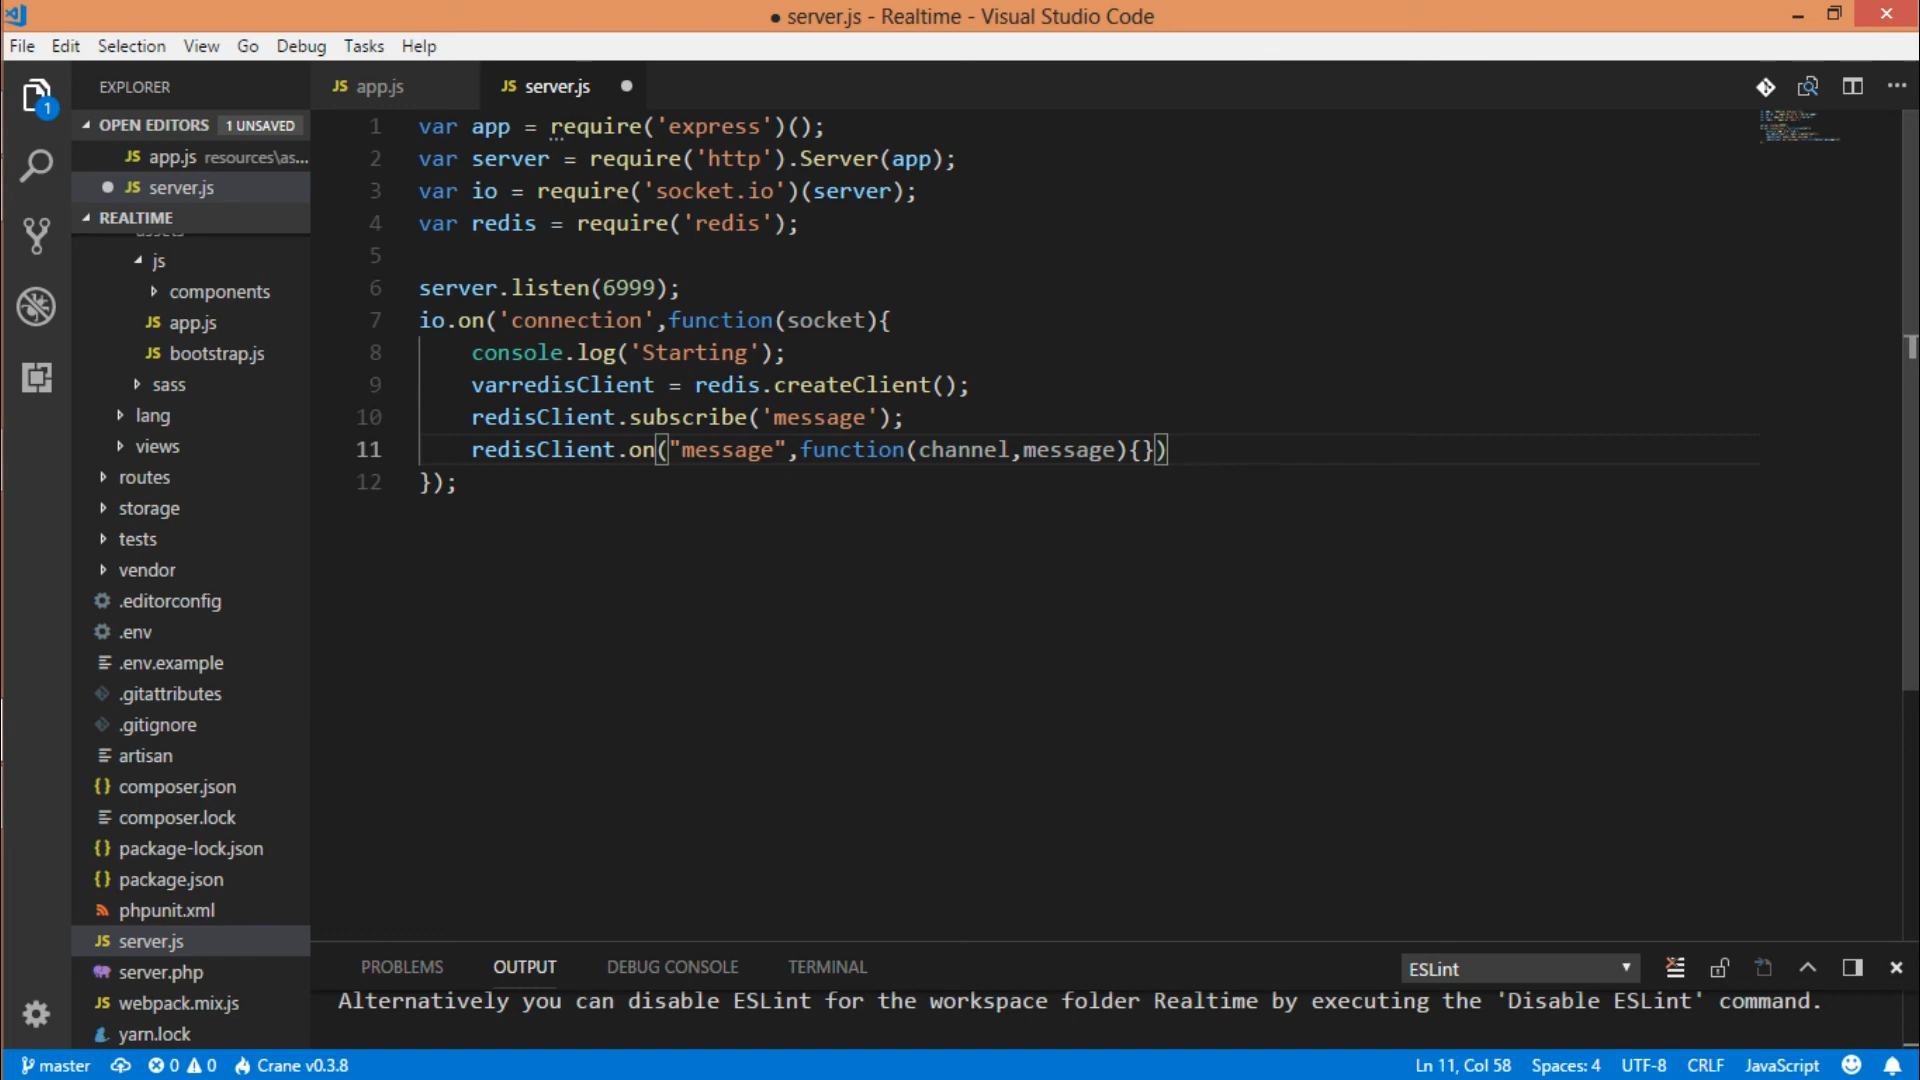 ● server.js - Realtime - Visual Studio Code
File Edit Selection View Go Debug Tasks Help
EXPLORER
JS app.js
JS server.js
1
OPEN EDITORS 1 UNSAVED
JS app.js resources\as...
JS server.js
REALTIME
assets
js
components
JS app.js
JS bootstrap.js
sass
lang
views
routes
storage
tests
vendor
.editorconfig
.env
.env.example
.gitattributes
.gitignore
artisan
{} composer.json
composer.lock
{} package-lock.json
{} package.json
phpunit.xml
JS server.js
server.php
JS webpack.mix.js
yarn.lock
1 var app = require('express')();
2 var server = require('http').Server(app);
3 var io = require('socket.io')(server);
4 var redis = require('redis');
5
6 server.listen(6999);
7 io.on('connection',function(socket){
8 console.log('Starting');
9 varredisClient = redis.createClient();
10 redisClient.subscribe('message');
11 redisClient.on("message",function(channel,message){})
12 });
PROBLEMS OUTPUT DEBUG CONSOLE TERMINAL
ESLint
Alternatively you can disable ESLint for the workspace folder Realtime by executing the 'Disable ESLint' command.
master 0 0 Crane v0.3.8
Ln 11, Col 58 Spaces: 4 UTF-8 CRLF JavaScript